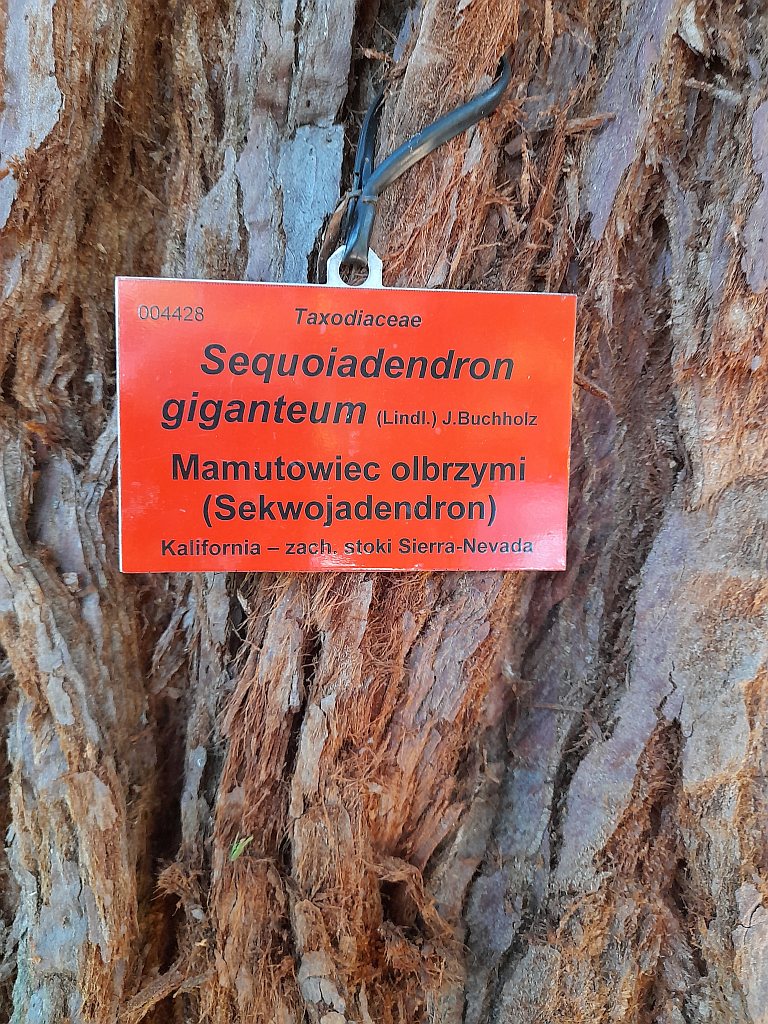 004428 Taxodiaceae
Sequoiadendron
giganteum (Lindl.) J.Buchholz
Mamutowiec olbrzymi
(Sekwojadendron)
Kalifornia – zach. stoki Sierra-Nevada